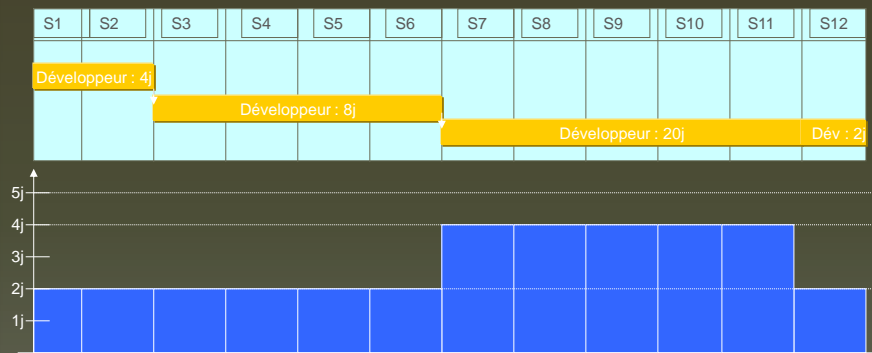 S1 S2 S3 S4 S5 S6 S7 S8 S9 S10 S11 S12
Développeur : 4j
Développeur : 8j
Développeur : 20j Dév : 2j
5j
4j
3j
2j
1j